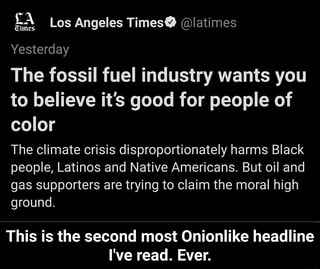 LA
Times
Los Angeles Times @latimes
Yesterday
The fossil fuel industry wants you
to believe it’s good for people of
color
The climate crisis disproportionately harms Black
people, Latinos and Native Americans. But oil and
gas supporters are trying to claim the moral high
ground.
This is the second most Onionlike headline
I've read. Ever.